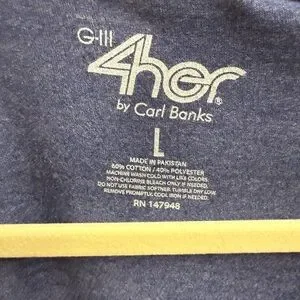 G-III
4her®
by Carl Banks
L
MADE IN PAKISTAN
60% COTTON / 40% POLYESTER
MACHINE WASH COLD WITH LIKE COLORS.
NON-CHLORINE BLEACH ONLY IF NEEDED.
DO NOT USE FABRIC SOFTNER. TUMBLE DRY LOW.
REMOVE PROMPTLY. COOL IRON IF NEEDED.
RN 147948